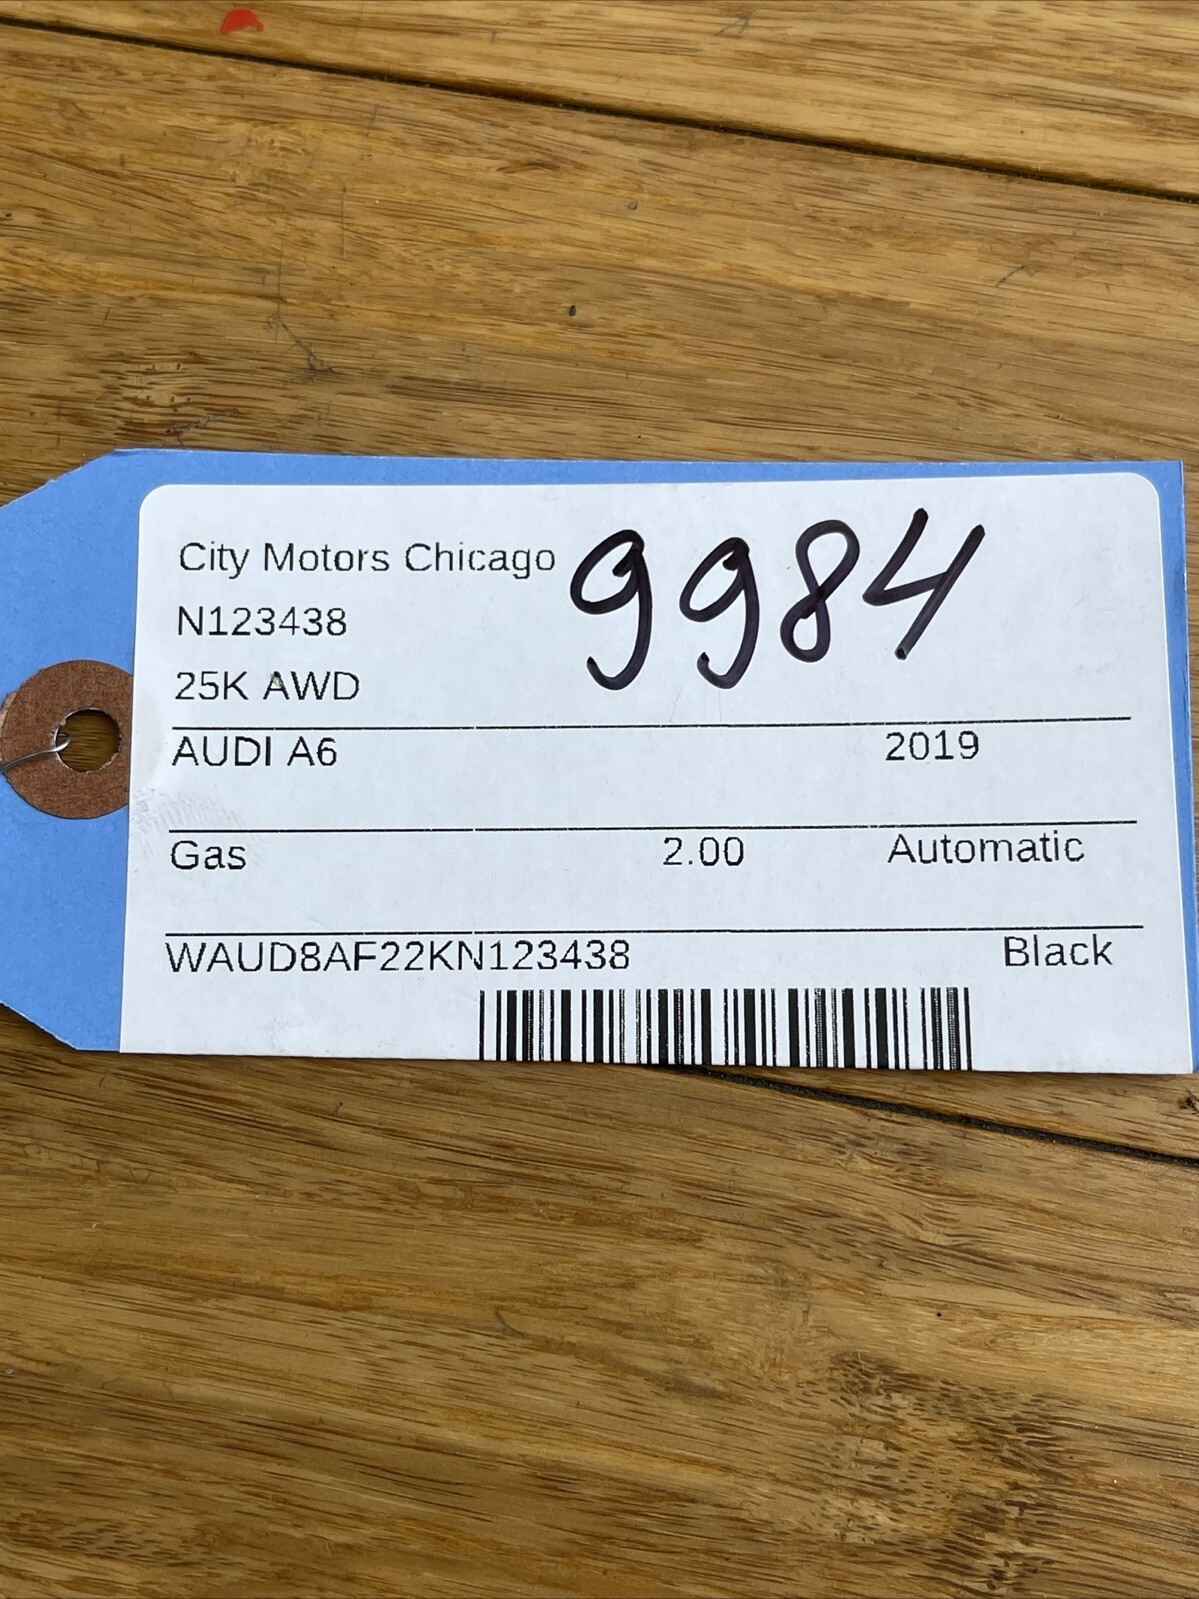 City Motors Chicago 9984
N123438
25K AWD
AUDI A6 2019
Gas 2.00 Automatic
WAUD8AF22KN123438 Black